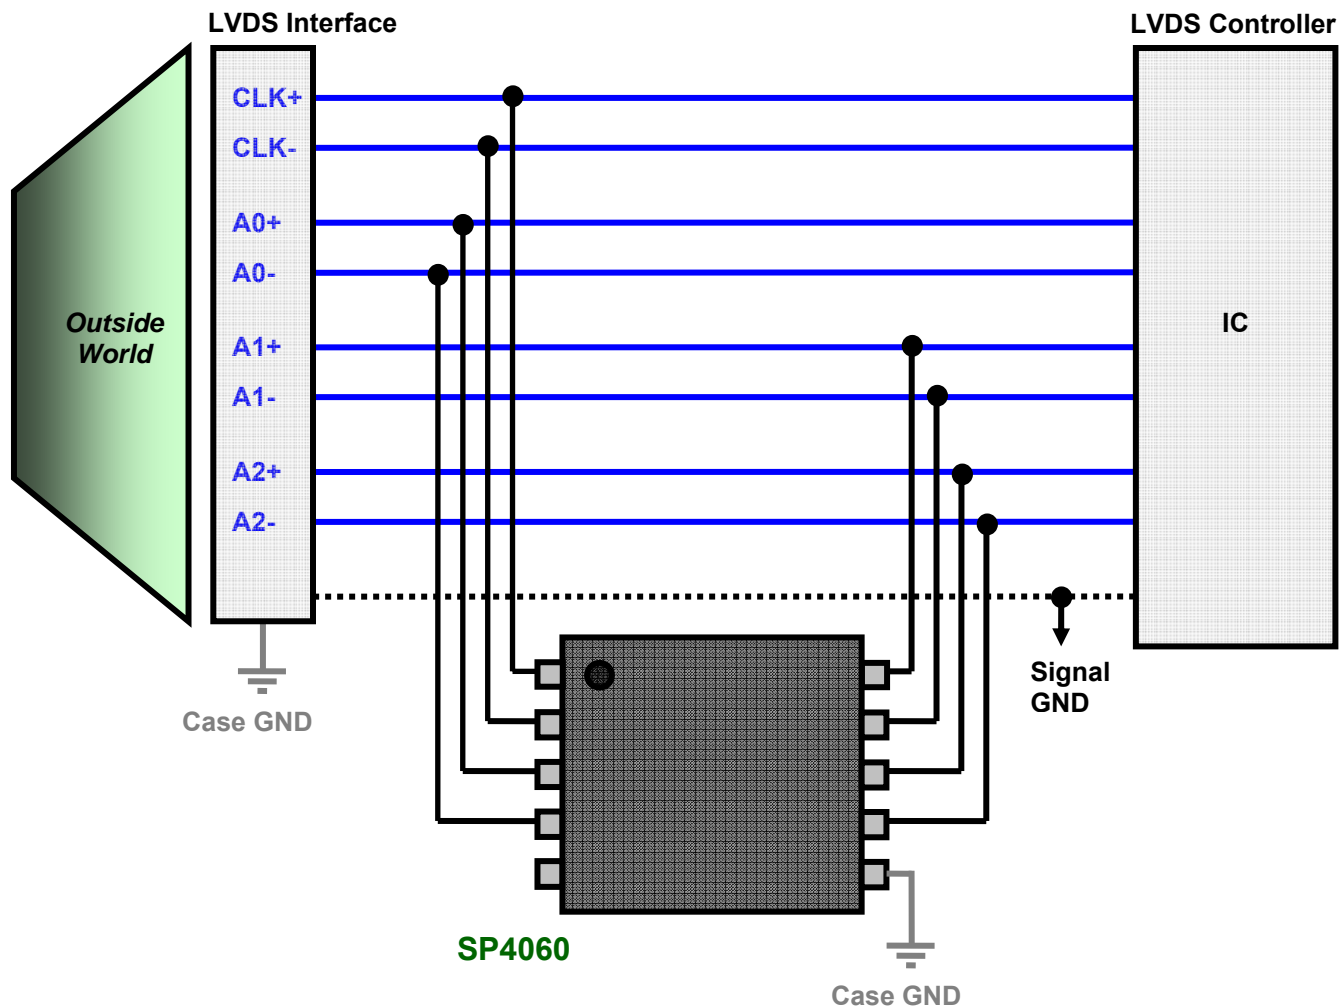 LVDS Interface
LVDS Controller
CLK+
CLK-
A0+
A0-
A1+
A1-
A2+
A2-
Outside
World
IC
Case GND
Signal
GND
SP4060
Case GND